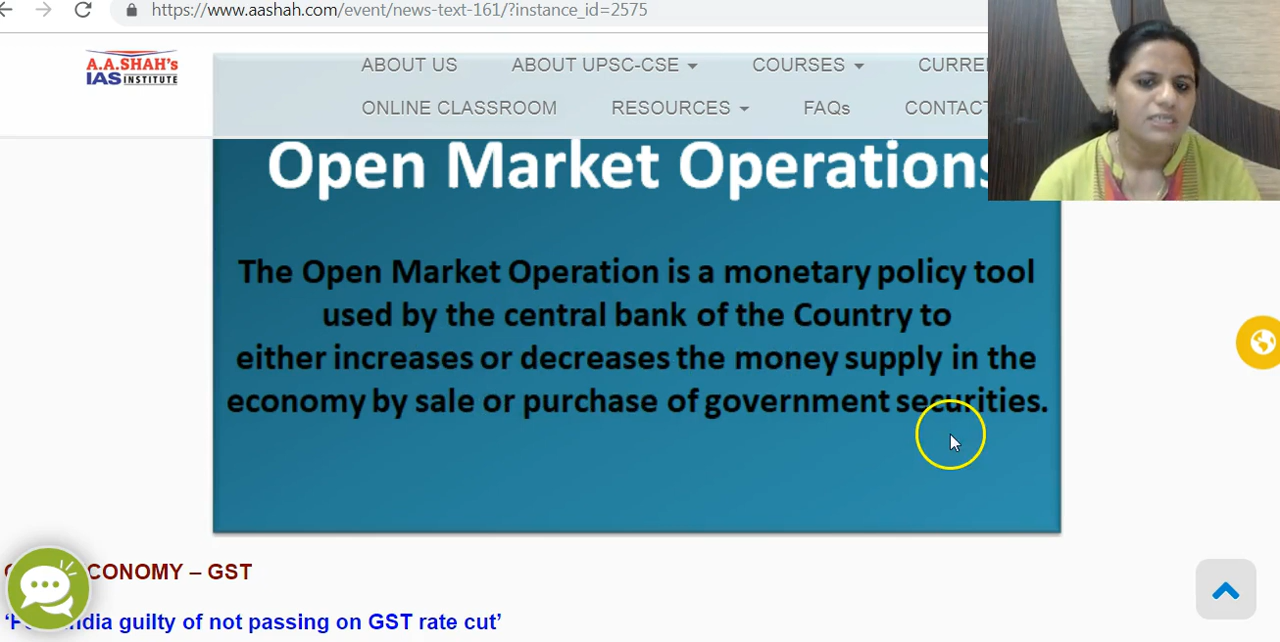 https://www.aashah.com/event/news-text-161/?instance_id=2575
A.A.SHAH's
IAS INSTITUTE
ABOUT US ABOUT UPSC-CSE COURSES CURRE
ONLINE CLASSROOM RESOURCES FAQs CONTACT
Open Market Operations
The Open Market Operation is a monetary policy tool
used by the central bank of the Country to
either increases or decreases the money supply in the
economy by sale or purchase of government securities.
CONOMY – GST
ndia guilty of not passing on GST rate cut’